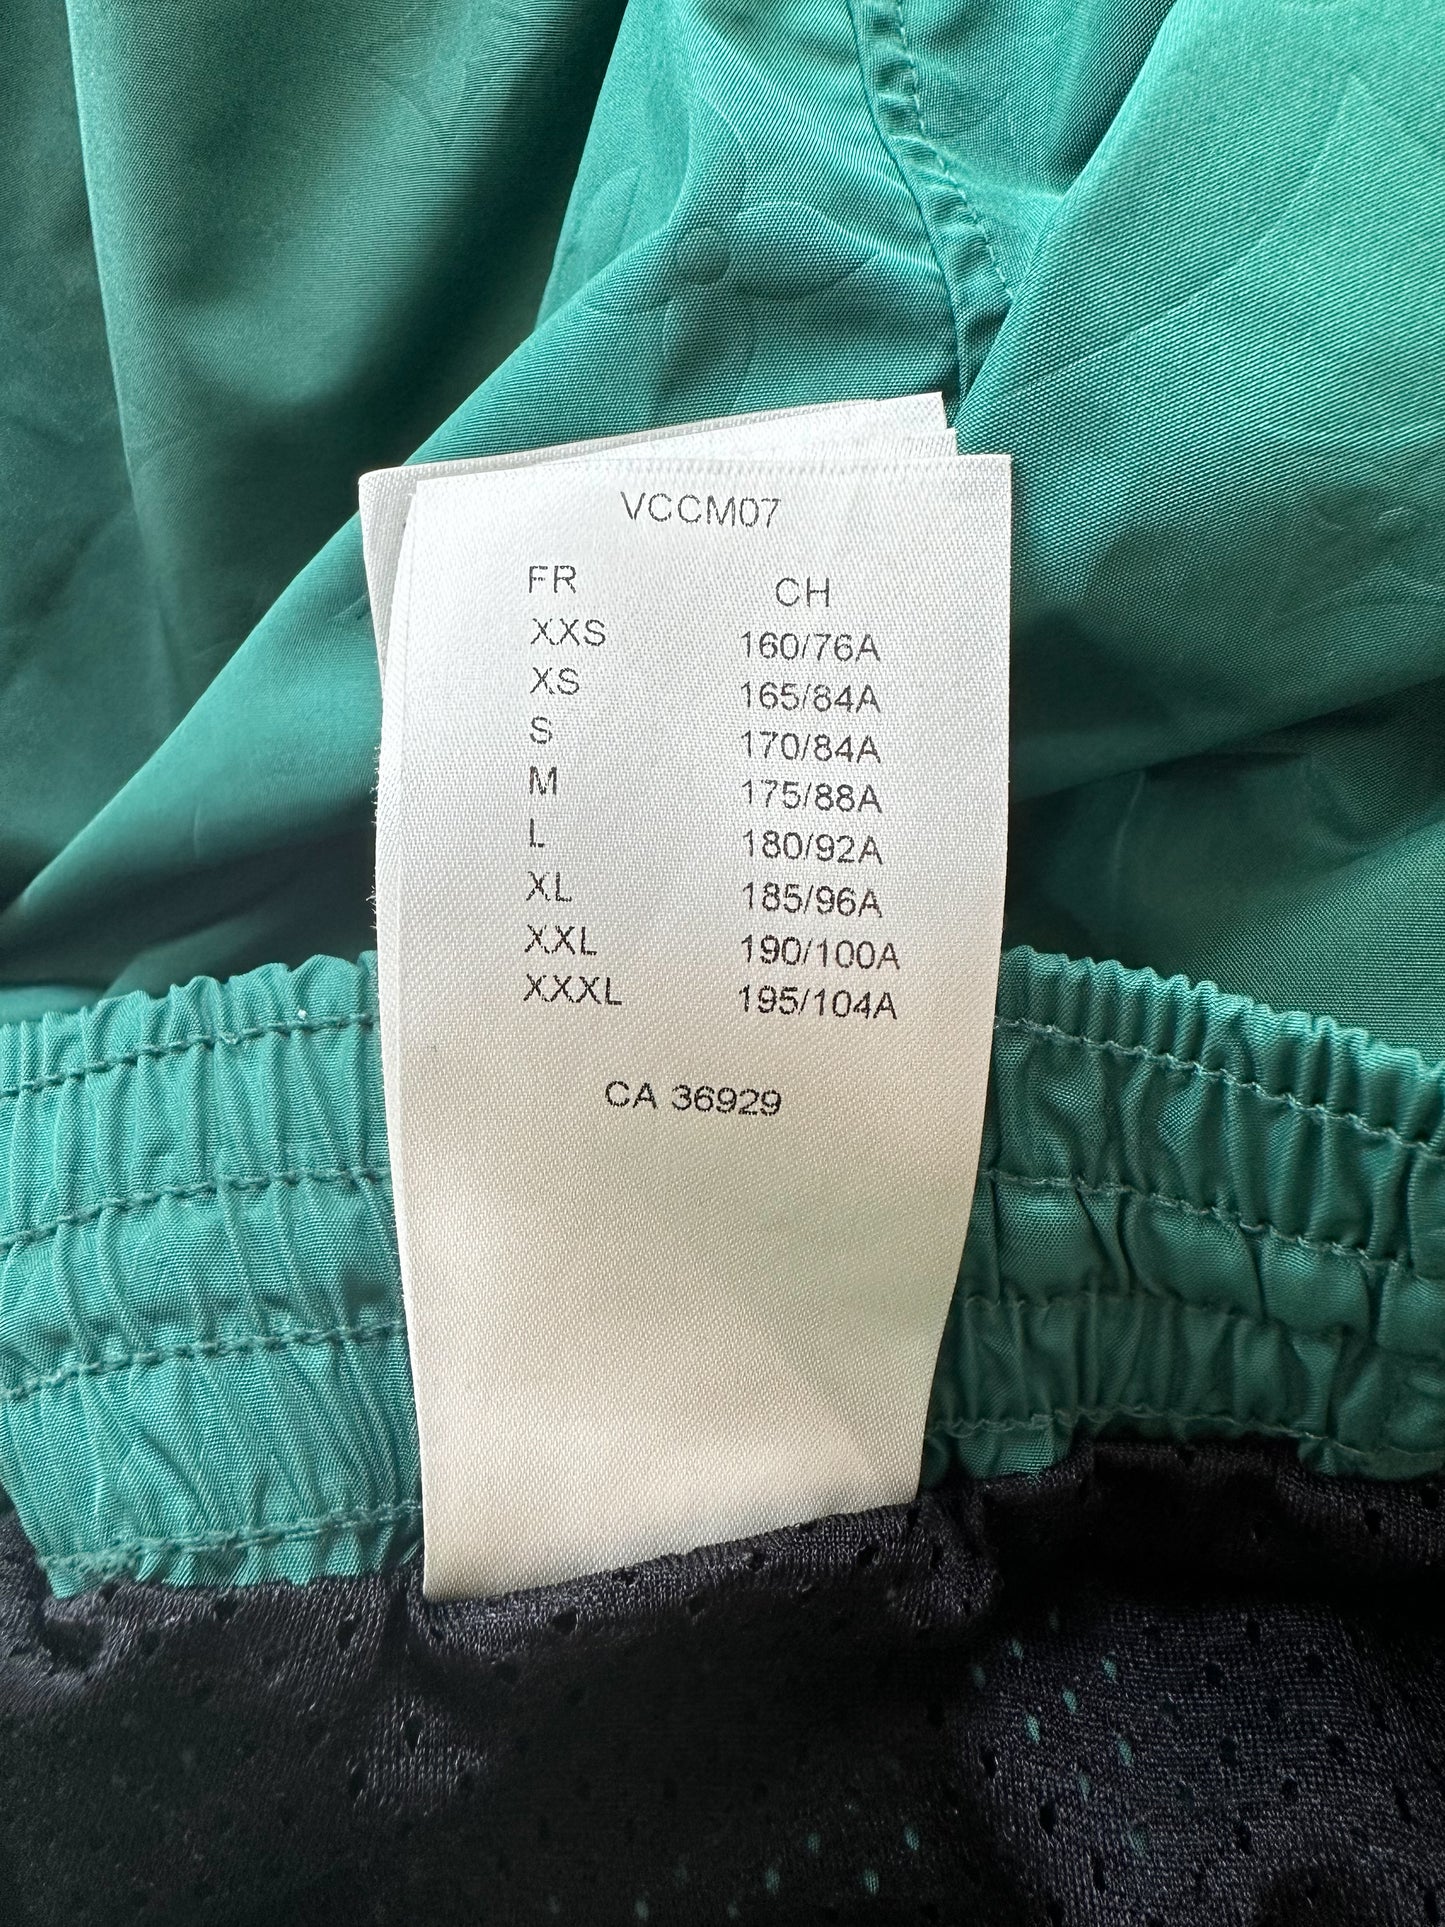 VCCM07
FR CH
XXS 160/76A
XS 165/84A
S 170/84A
M 175/88A
L 180/92A
XL 185/96A
XXL 190/100A
XXXL 195/104A
CA 36929